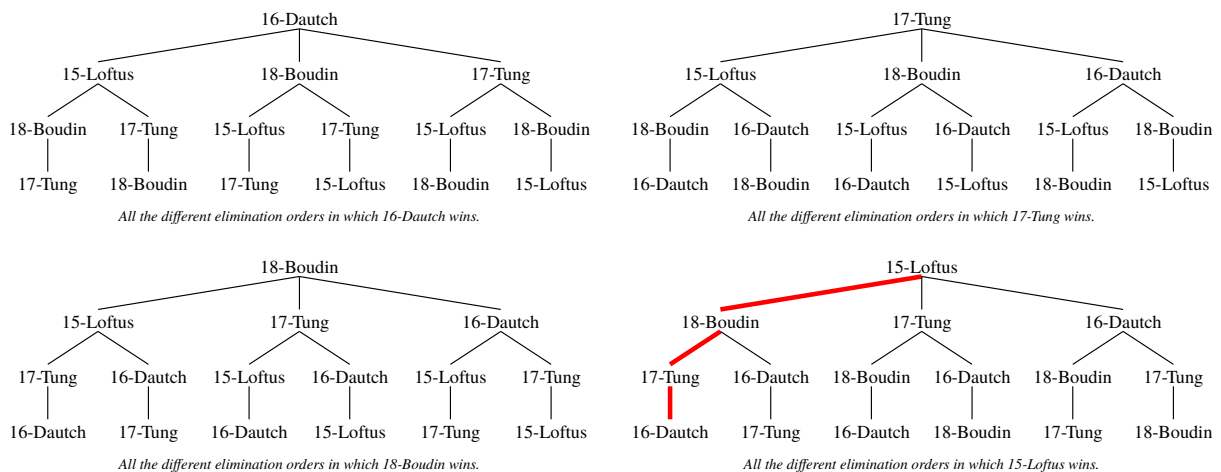 16-Dautch
15-Loftus 18-Boudin 17-Tung
18-Boudin 17-Tung 15-Loftus 17-Tung 15-Loftus 18-Boudin
17-Tung 18-Boudin 17-Tung 15-Loftus 18-Boudin 15-Loftus
All the different elimination orders in which 16-Dautch wins.
17-Tung
15-Loftus 18-Boudin 16-Dautch
18-Boudin 16-Dautch 15-Loftus 16-Dautch 15-Loftus 18-Boudin
16-Dautch 18-Boudin 16-Dautch 15-Loftus 18-Boudin 15-Loftus
All the different elimination orders in which 17-Tung wins.
18-Boudin
15-Loftus 17-Tung 16-Dautch
17-Tung 16-Dautch 15-Loftus 16-Dautch 15-Loftus 17-Tung
16-Dautch 17-Tung 16-Dautch 15-Loftus 17-Tung 15-Loftus
All the different elimination orders in which 18-Boudin wins.
15-Loftus
18-Boudin 17-Tung 16-Dautch
17-Tung 16-Dautch 18-Boudin 16-Dautch 18-Boudin 17-Tung
16-Dautch 17-Tung 16-Dautch 18-Boudin 17-Tung 18-Boudin
All the different elimination orders in which 15-Loftus wins.